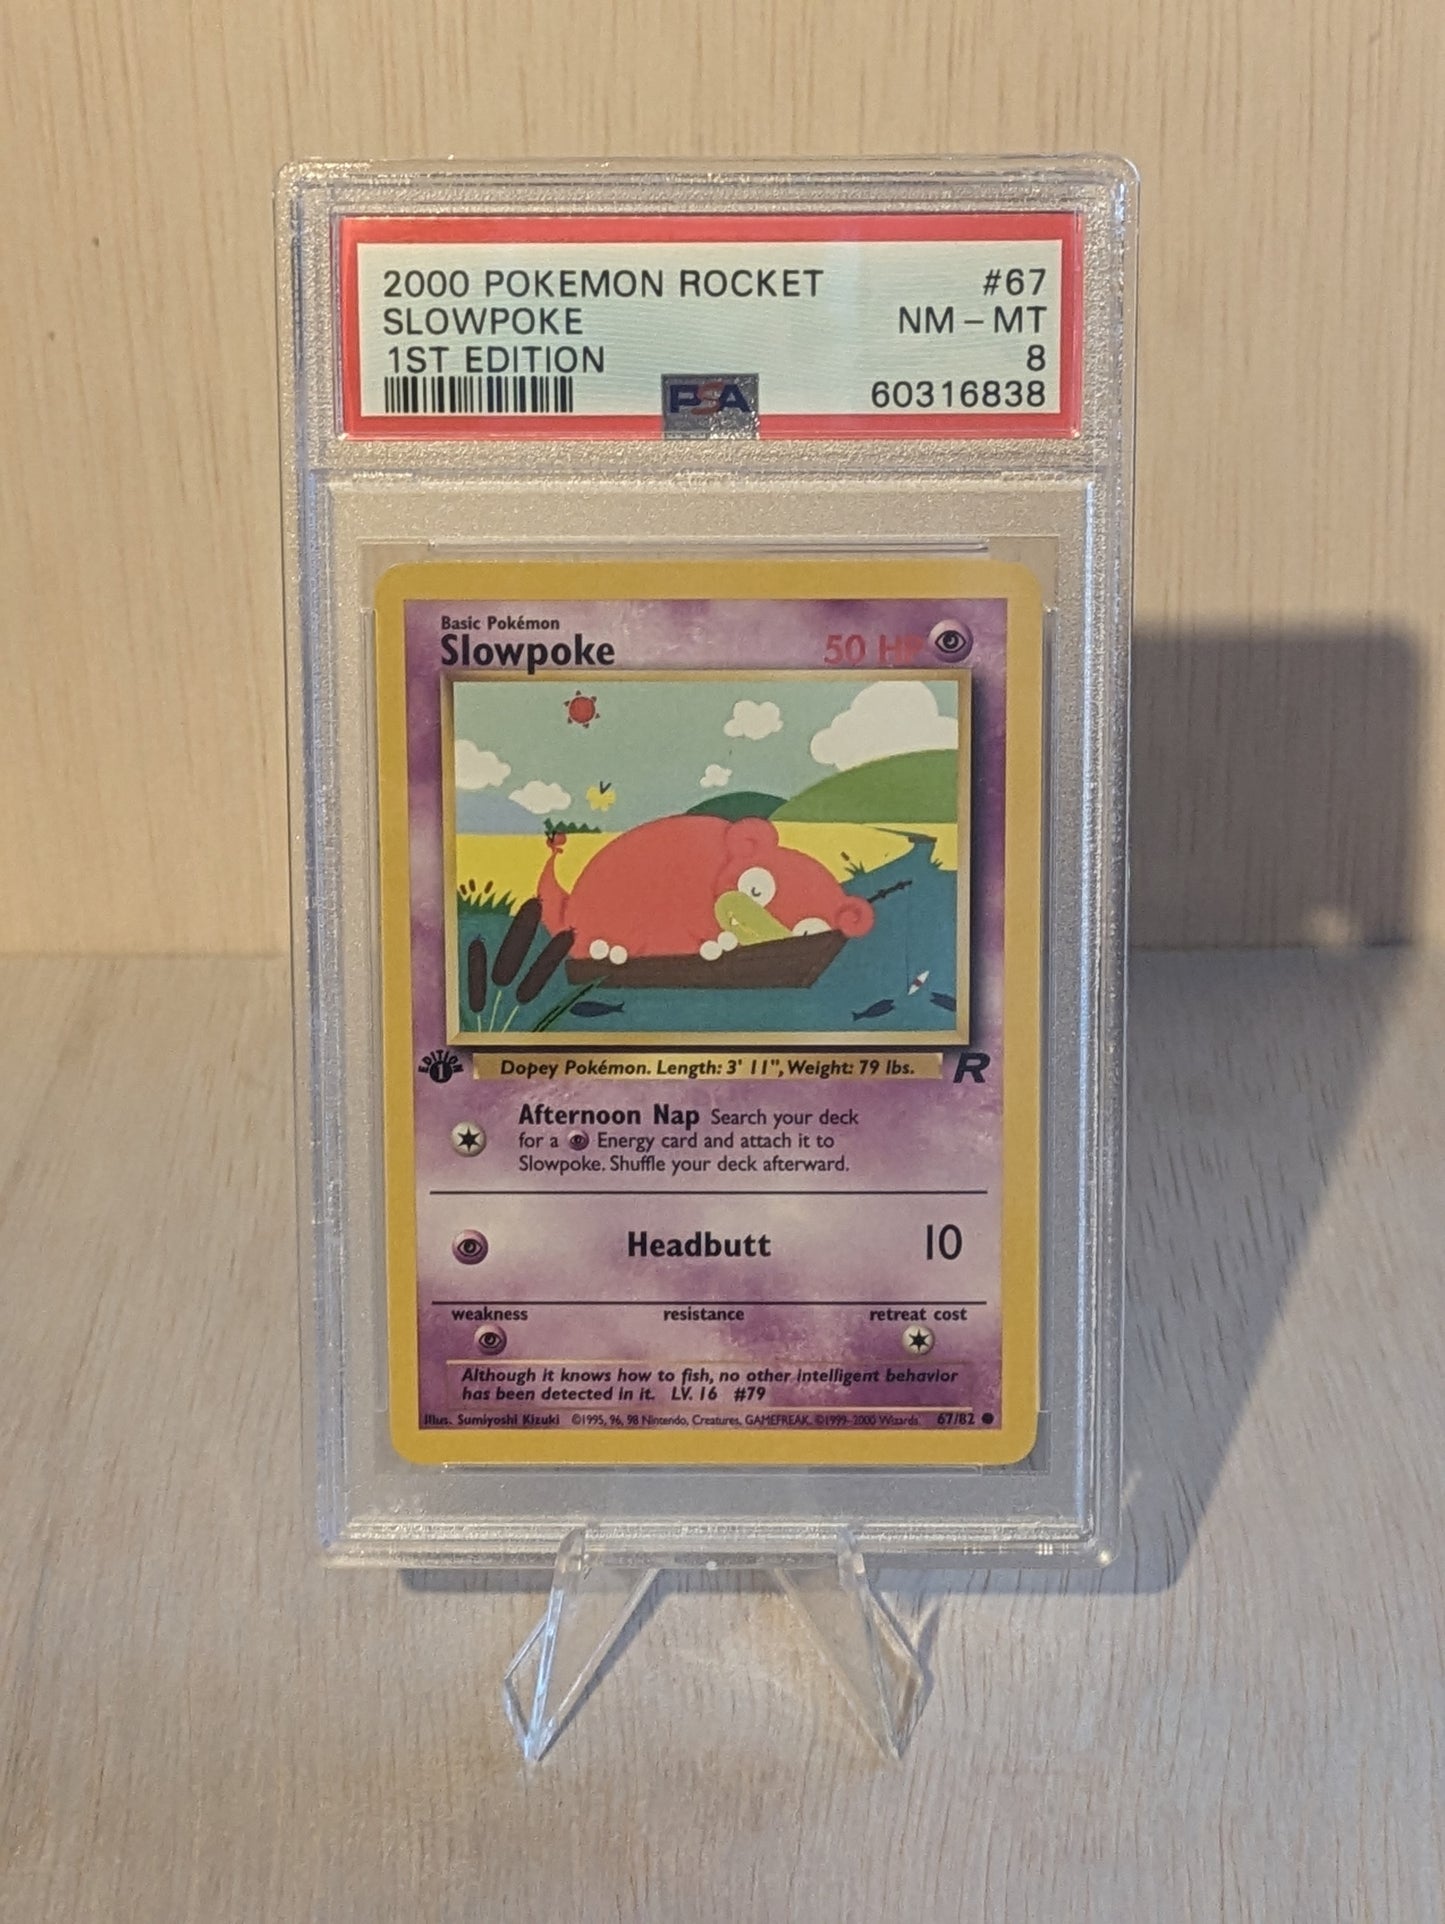 2000 POKEMON ROCKET #67
SLOWPOKE NM - MT
1ST EDITION 8
PSA 60316838
Basic Pokémon
Slowpoke 50 HP
EDITION 1 Dopey Pokémon. Length: 3' 11", Weight: 79 lbs. R
Afternoon Nap Search your deck
for a Energy card and attach it to
Slowpoke. Shuffle your deck afterward.
Headbutt 10
weakness resistance retreat cost
Although it knows how to fish, no other intelligent behavior
has been detected in it. LV. 16 #79
Illus. Sumiyoshi Kizuki ©1995, 96, 98 Nintendo, Creatures, GAMEFREAK. ©1999-2000 Wizards. 67/82